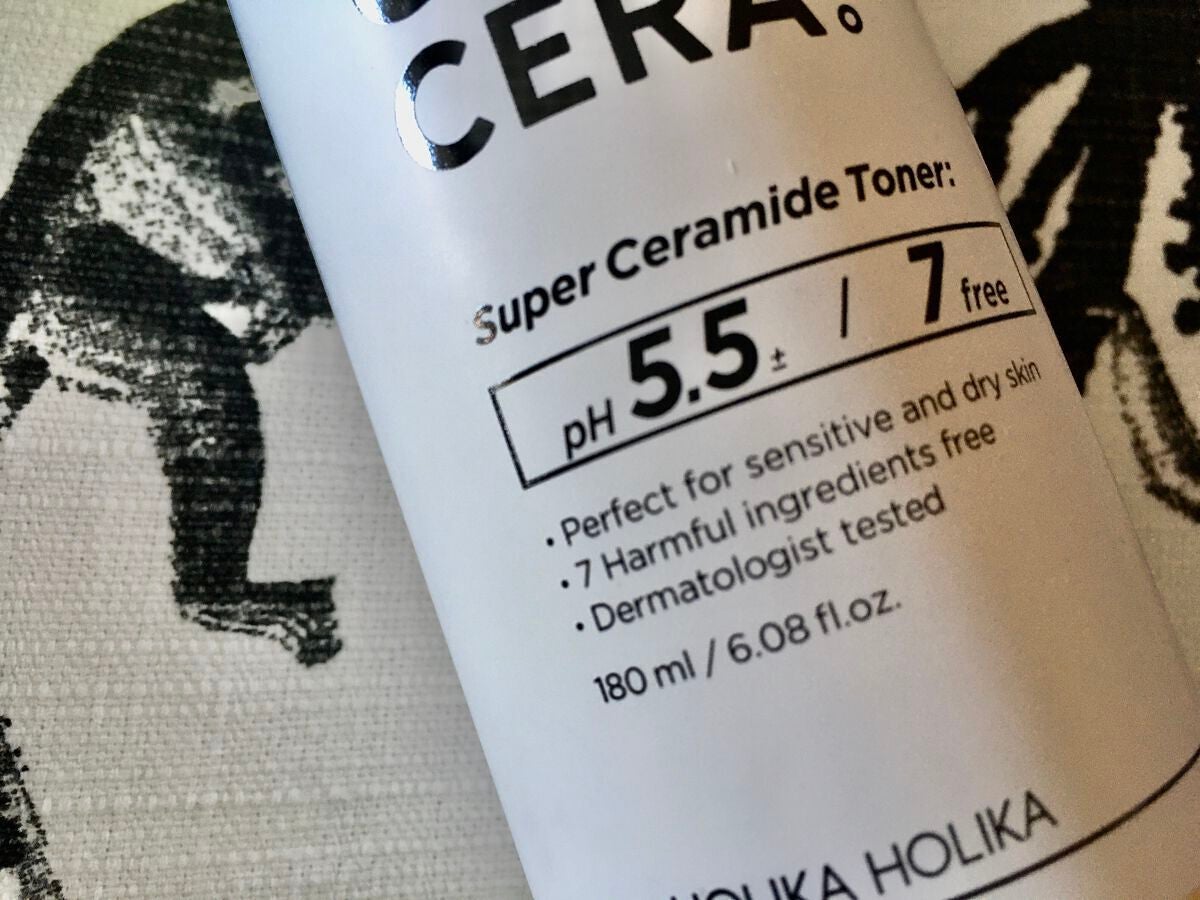 CERA.
Super Ceramide Toner:
pH 5.5± / 7 free
• Perfect for sensitive and dry skin
• 7 Harmful ingredients free
• Dermatologist tested
180 ml / 6.08 fl.oz.
HOLIKA HOLIKA